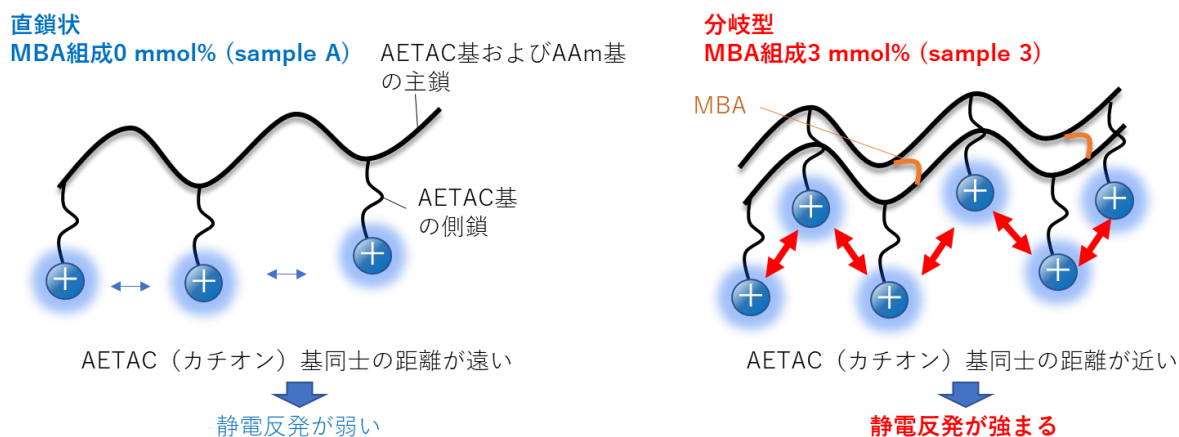 直鎖状
MBA組成0 mmol% (sample A)
AETAC基およびAAm基
の主鎖
AETAC基
の側鎖
+
+
+
AETAC（カチオン）基同士の距離が遠い
静電反発が弱い
分岐型
MBA組成3 mmol% (sample 3)
MBA
+
+
+
+
+
+
AETAC（カチオン）基同士の距離が近い
静電反発が強まる